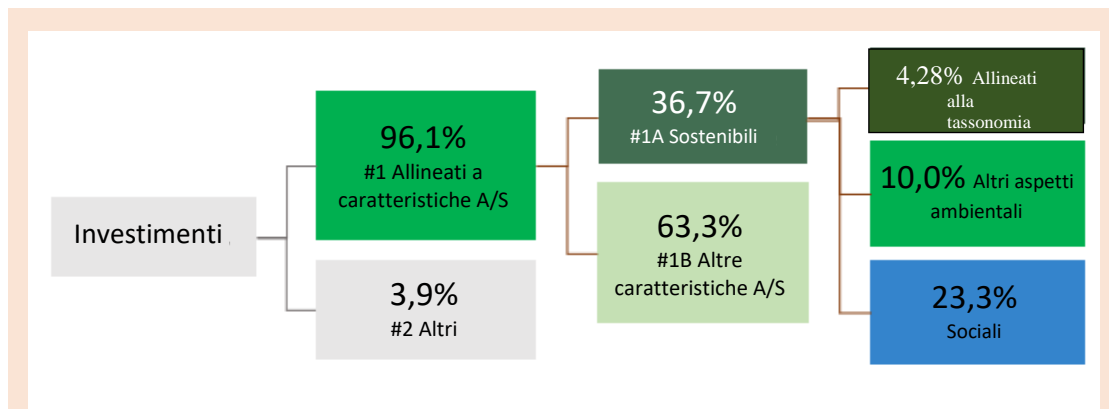 Investimenti
96,1%
#1 Allineati a
caratteristiche A/S
3,9%
#2 Altri
36,7%
#1A Sostenibili
63,3%
#1B Altre
caratteristiche A/S
4,28% Allineati
alla
tassonomia
10,0% Altri aspetti
ambientali
23,3%
Sociali